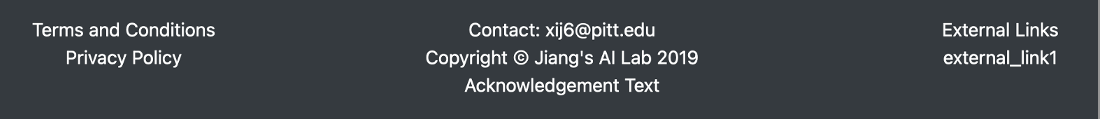 Terms and Conditions
Privacy Policy
Contact: xij6@pitt.edu
Copyright © Jiang's AI Lab 2019
Acknowledgement Text
External Links
external_link1